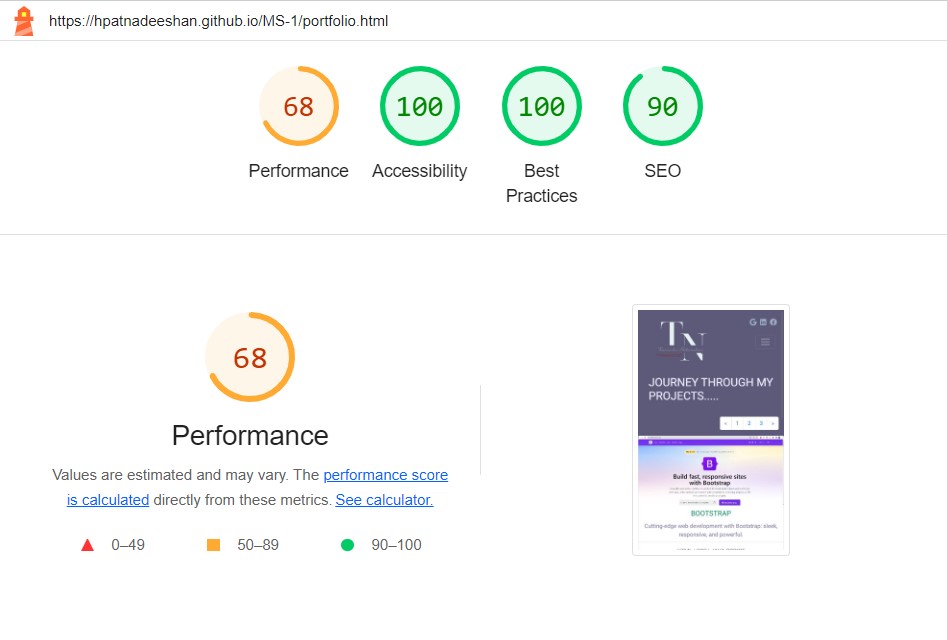 https://hpatnadeeshan.github.io/MS-1/portfolio.html
68
100
100
90
Performance
Accessibility
Best
Practices
SEO
68
Performance
Values are estimated and may vary. The performance score
is calculated directly from these metrics. See calculator.
0–49
50–89
90–100
TN
JOURNEY THROUGH MY
PROJECTS.....
« 1 2 3 »
B
Build fast, responsive sites
with Bootstrap
BOOTSTRAP
Cutting-edge web development with Bootstrap: sleek,
responsive, and powerful